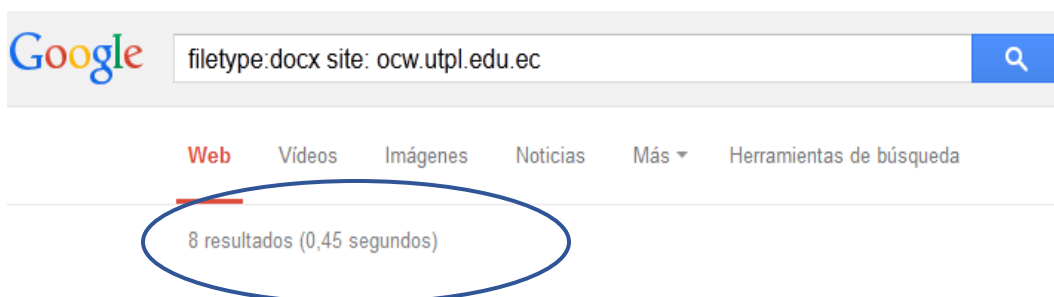 Google filetype:docx site: ocw.utpl.edu.ec
Web Vídeos Imágenes Noticias Más Herramientas de búsqueda
8 resultados (0,45 segundos)